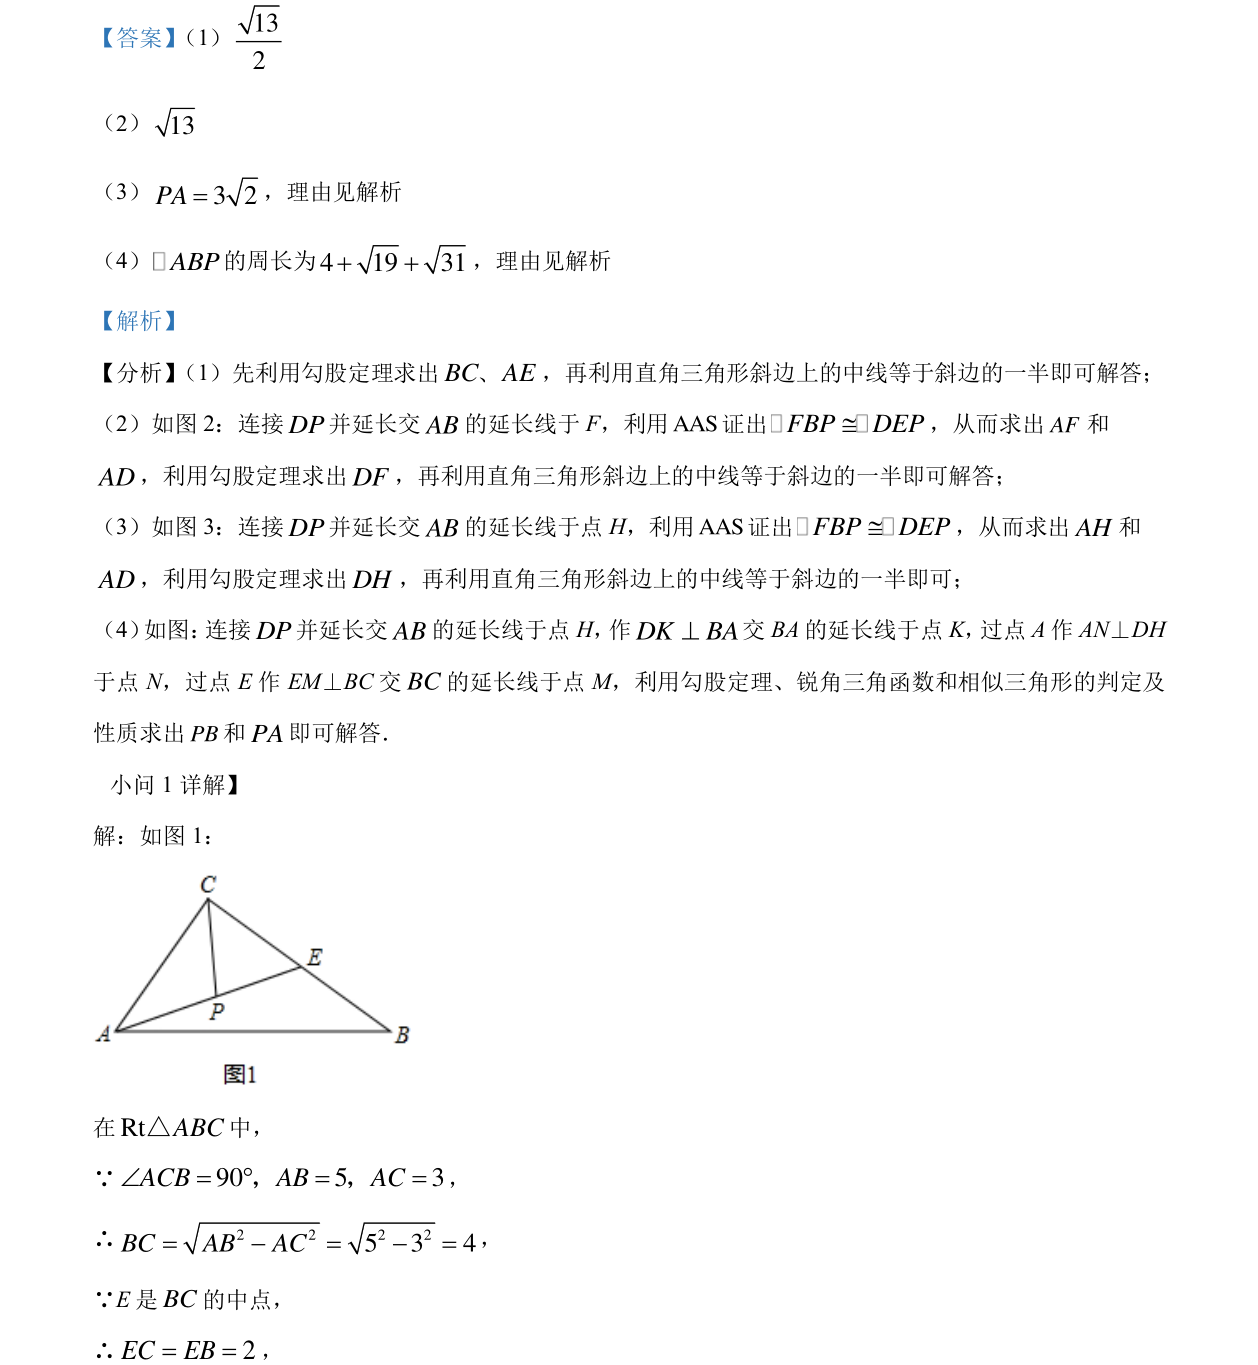 【答案】（1）√13/2
（2）√13
（3）PA=3√2，理由见解析
（4）□ABP的周长为4+√19+√31，理由见解析
【解析】
【分析】（1）先利用勾股定理求出BC、AE，再利用直角三角形斜边上的中线等于斜边的一半即可解答；
（2）如图2：连接DP并延长交AB的延长线于F，利用AAS证出□FBP≌□DEP，从而求出AF和
AD，利用勾股定理求出DF，再利用直角三角形斜边上的中线等于斜边的一半即可解答；
（3）如图3：连接DP并延长交AB的延长线于点H，利用AAS证出□FBP≌□DEP，从而求出AH和
AD，利用勾股定理求出DH，再利用直角三角形斜边上的中线等于斜边的一半即可；
（4）如图：连接DP并延长交AB的延长线于点H，作DK⊥BA交BA的延长线于点K，过点A作AN⊥DH
于点N，过点E作EM⊥BC交BC的延长线于点M，利用勾股定理、锐角三角函数和相似三角形的判定及
性质求出PB和PA即可解答．
小问1详解】
解：如图1：
C
E
P
A
B
图1
在Rt△ABC中，
∵∠ACB=90°，AB=5，AC=3，
∴BC=√(AB²−AC²)=√(5²−3²)=4，
∵E是BC的中点，
∴EC=EB=2，